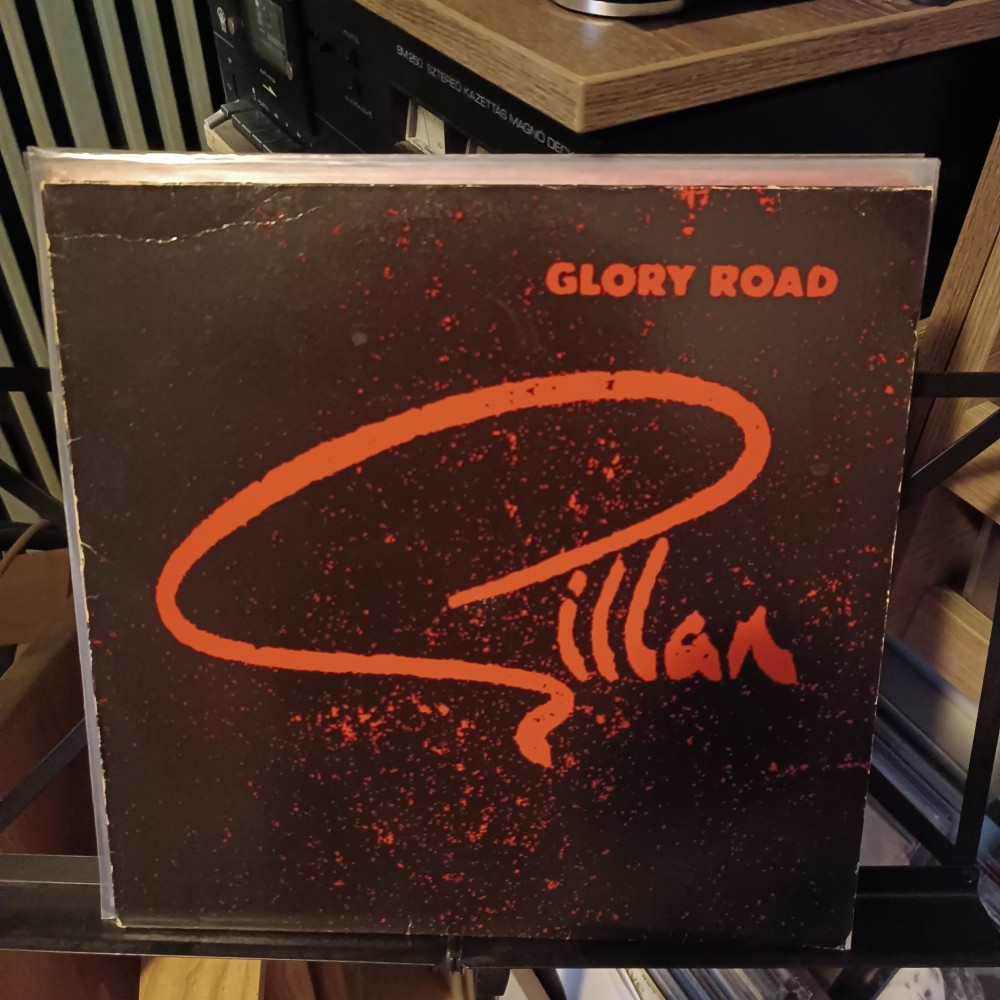 SM260 SZTEREO KAZETTÁS MAGNÓ DECK
GLORY ROAD
Gillan